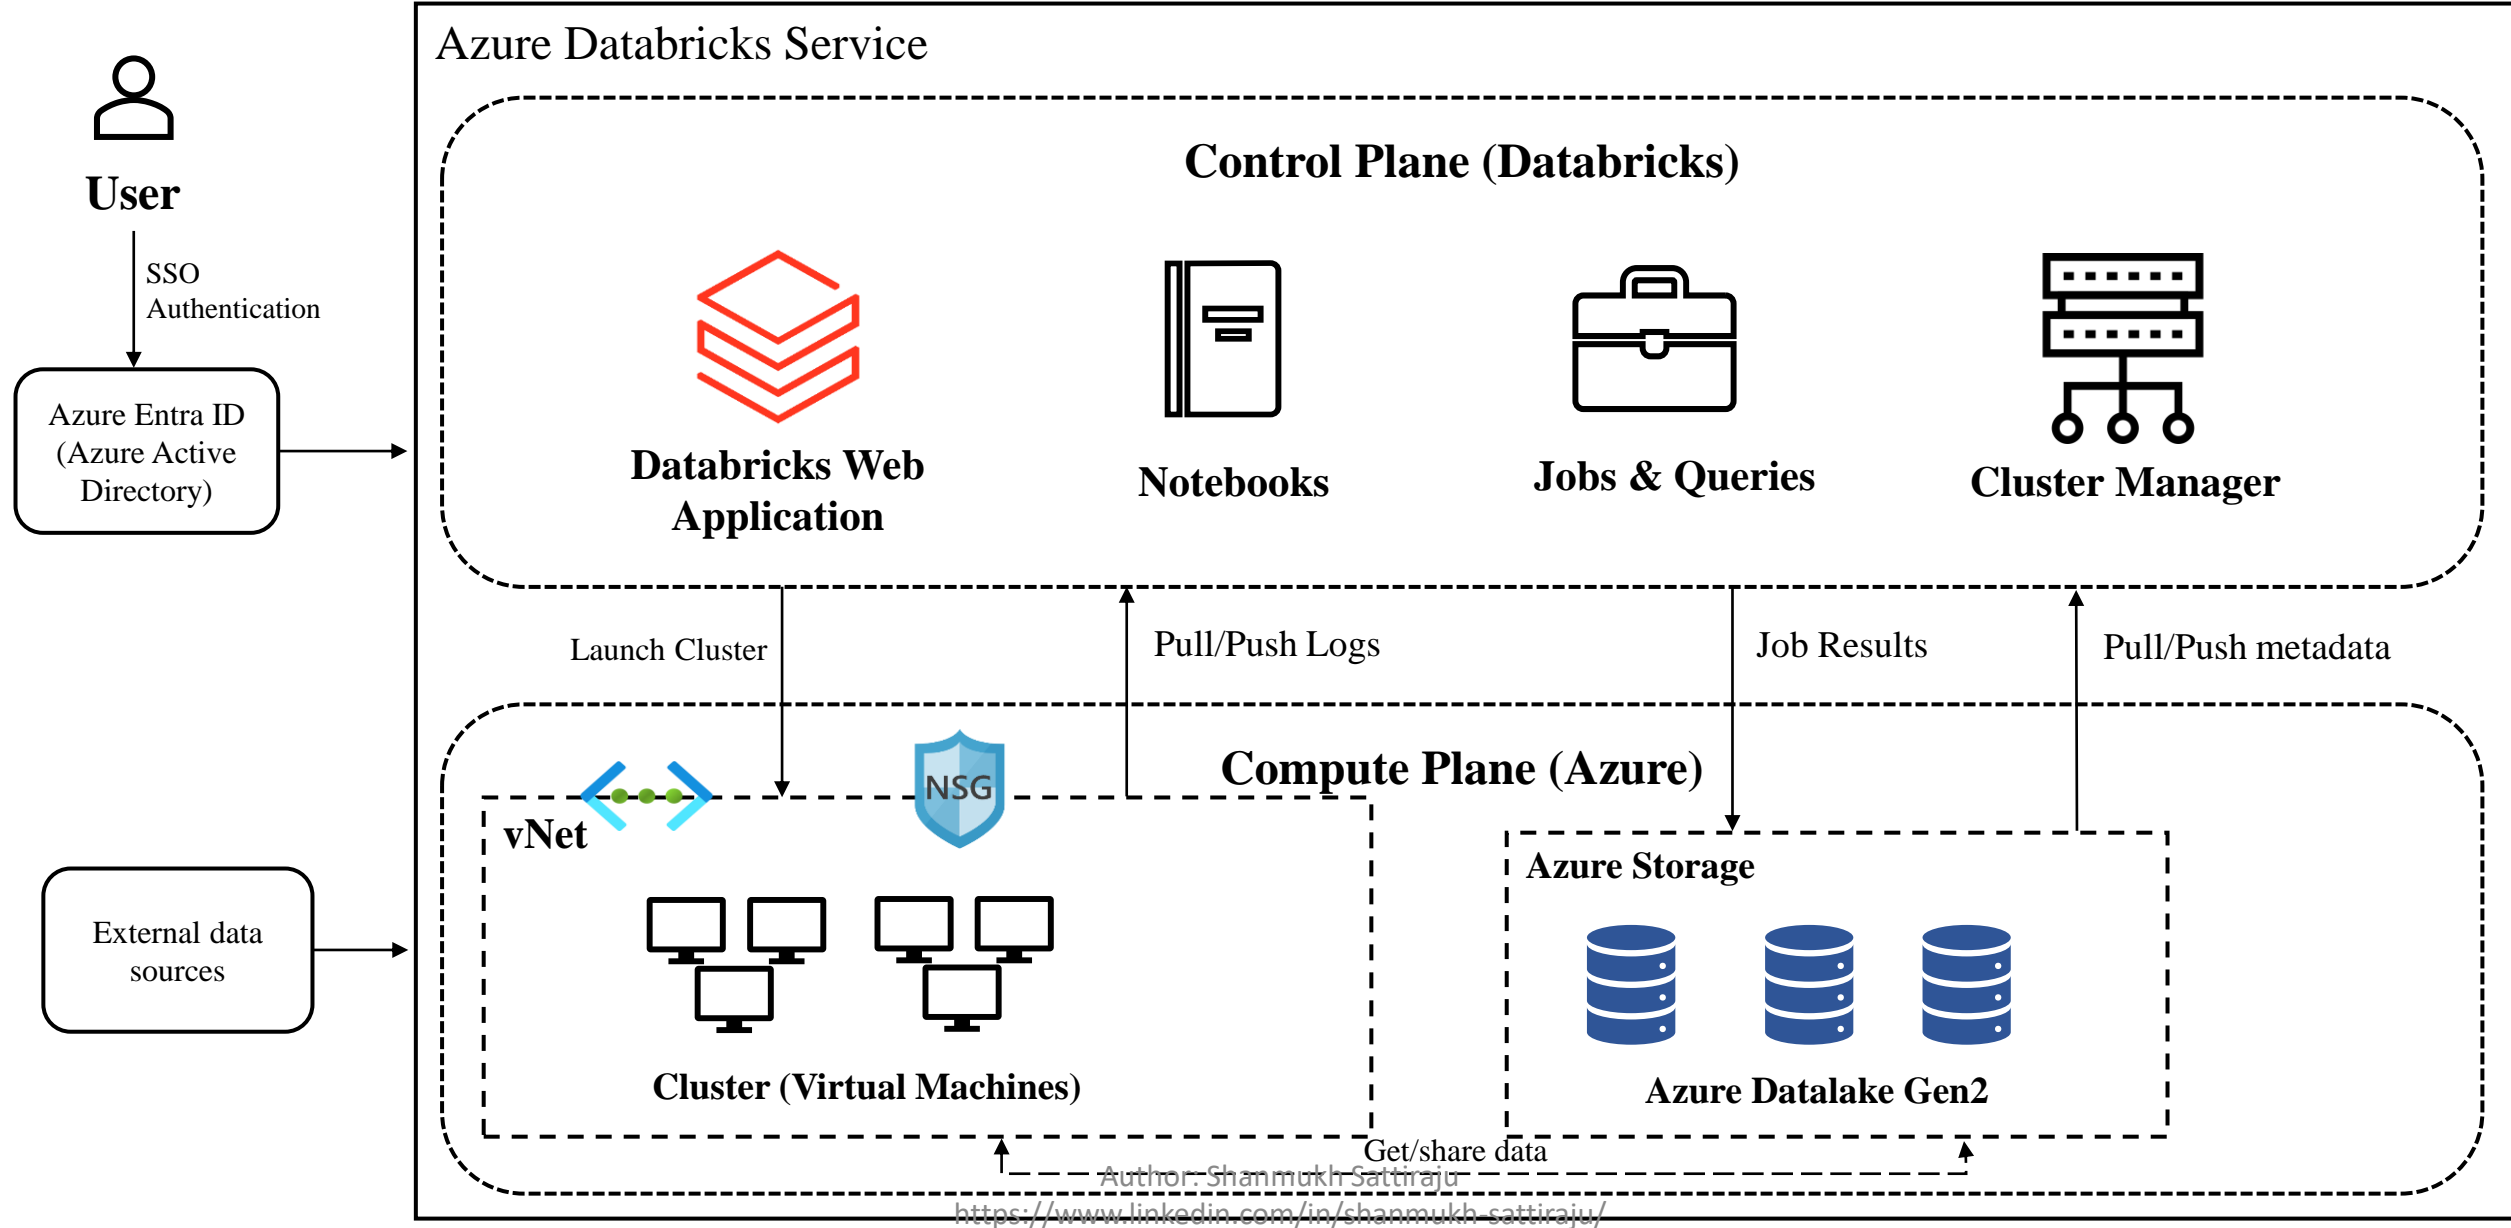 Azure Databricks Service
User
SSO
Authentication
Azure Entra ID
(Azure Active
Directory)
Control Plane (Databricks)
Databricks Web
Application
Notebooks
Jobs & Queries
Cluster Manager
Launch Cluster
Pull/Push Logs
Job Results
Pull/Push metadata
Compute Plane (Azure)
NSG
vNet
Azure Storage
External data
sources
Cluster (Virtual Machines)
Azure Datalake Gen2
Get/share data
Author: Shanmukh Sattiraju
https://www.linkedin.com/in/shanmukh-sattiraju/